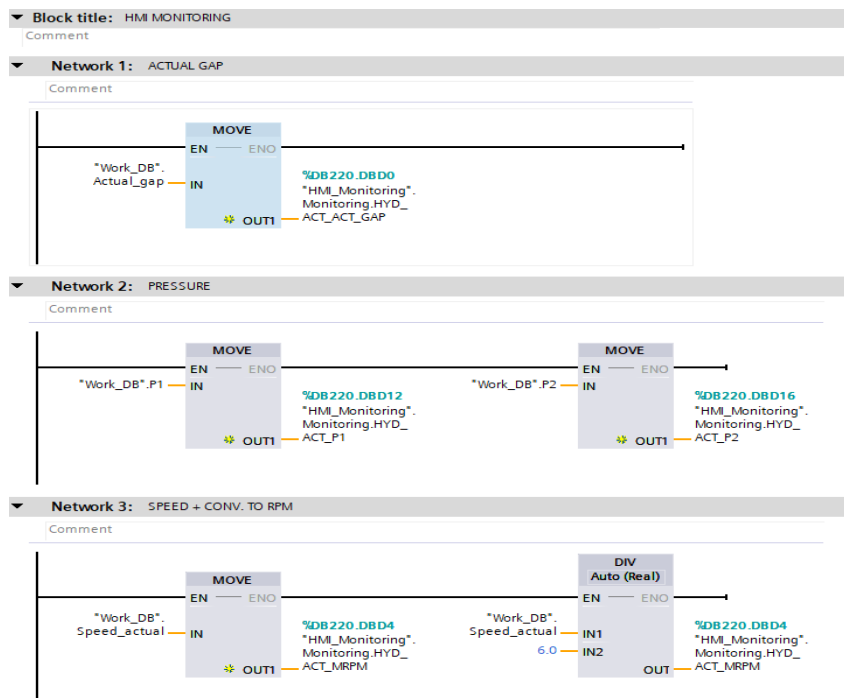 Block title: HMI MONITORING
Comment
Network 1: ACTUAL GAP
Comment
MOVE
EN ENO
"Work_DB".
Actual_gap IN
%DB220.DBD0
"HMI_Monitoring".
Monitoring.HYD_
OUT1 ACT_ACT_GAP
Network 2: PRESSURE
Comment
MOVE MOVE
EN ENO EN ENO
"Work_DB".P1 IN "Work_DB".P2 IN
%DB220.DBD12 %DB220.DBD16
"HMI_Monitoring". "HMI_Monitoring".
Monitoring.HYD_ Monitoring.HYD_
OUT1 ACT_P1 OUT1 ACT_P2
Network 3: SPEED + CONV. TO RPM
Comment
DIV
MOVE Auto (Real)
EN ENO EN ENO
"Work_DB". "Work_DB".
Speed_actual IN %DB220.DBD4 Speed_actual IN1 %DB220.DBD4
"HMI_Monitoring". "HMI_Monitoring".
Monitoring.HYD_ 6.0 IN2 Monitoring.HYD_
OUT1 ACT_MRPM OUT ACT_MRPM